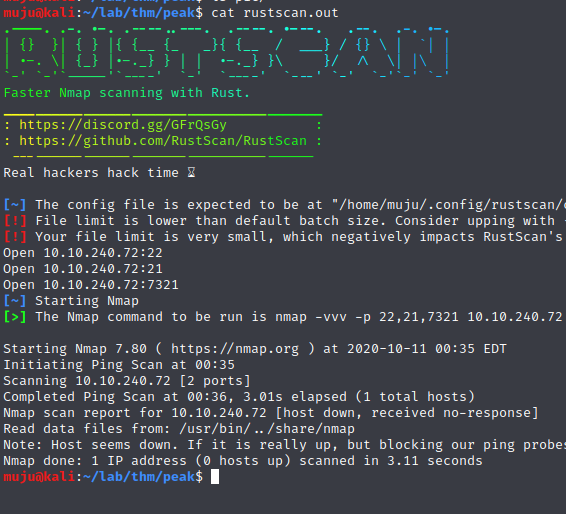 muju@kali:~/lab/thm/peak$ cat rustscan.out
Faster Nmap scanning with Rust.
: https://discord.gg/GFrQsGy :
: https://github.com/RustScan/RustScan :
Real hackers hack time ⌛
[~] The config file is expected to be at "/home/muju/.config/rustscan/
[!] File limit is lower than default batch size. Consider upping with -
[!] Your file limit is very small, which negatively impacts RustScan's
Open 10.10.240.72:22
Open 10.10.240.72:21
Open 10.10.240.72:7321
[~] Starting Nmap
[>] The Nmap command to be run is nmap -vvv -p 22,21,7321 10.10.240.72
Starting Nmap 7.80 ( https://nmap.org ) at 2020-10-11 00:35 EDT
Initiating Ping Scan at 00:35
Scanning 10.10.240.72 [2 ports]
Completed Ping Scan at 00:36, 3.01s elapsed (1 total hosts)
Nmap scan report for 10.10.240.72 [host down, received no-response]
Read data files from: /usr/bin/../share/nmap
Note: Host seems down. If it is really up, but blocking our ping probes
Nmap done: 1 IP address (0 hosts up) scanned in 3.11 seconds
muju@kali:~/lab/thm/peak$